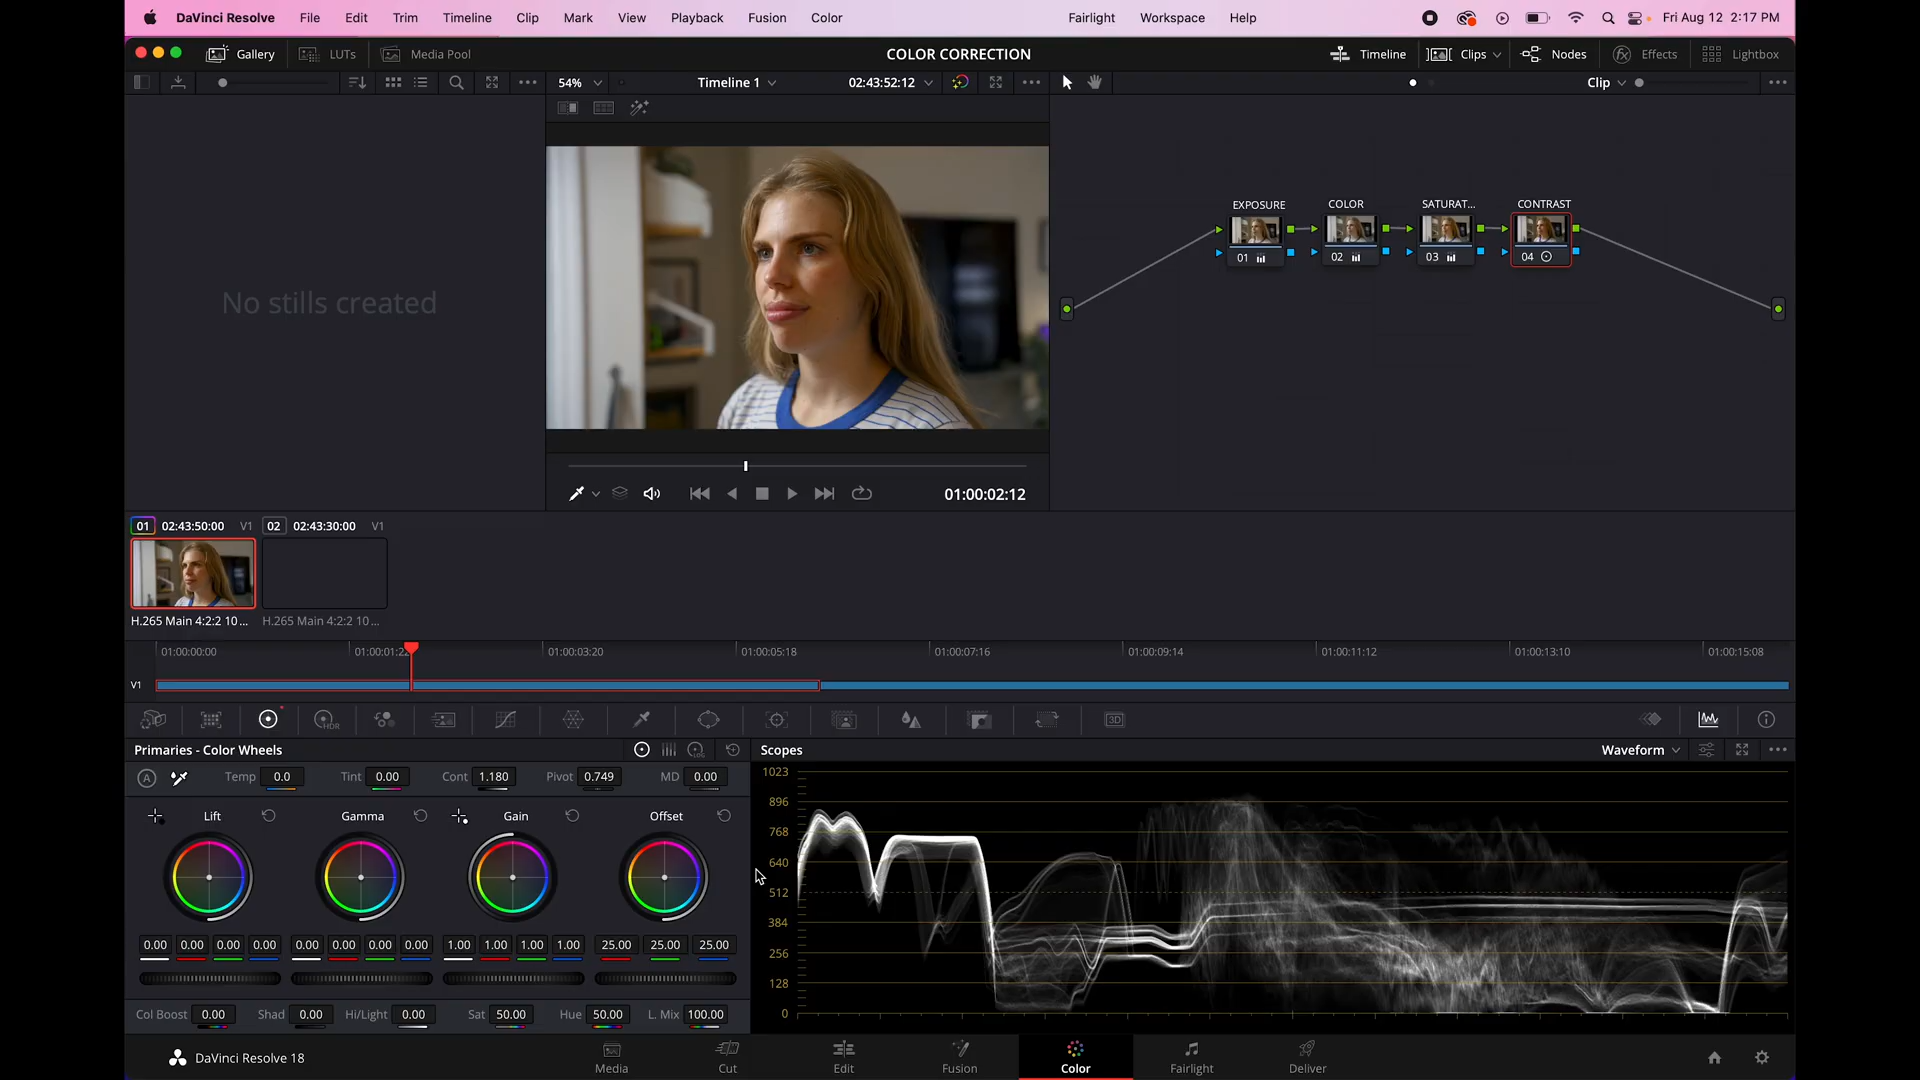 DaVinci Resolve File Edit Trim Timeline Clip Mark View Playback Fusion Color Fairlight Workspace Help Fri Aug 12 2:17 PM
Gallery LUTs Media Pool COLOR CORRECTION Timeline Clips Nodes fx Effects Lightbox
54% Timeline 1 02:43:52:12 Clip
EXPOSURE COLOR SATURAT... CONTRAST
01 02 03 04
No stills created
01:00:02:12
01 02:43:50:00 V1 02 02:43:30:00 V1
H.265 Main 4:2:2 10... H.265 Main 4:2:2 10...
01:00:00:00 01:00:01:22 01:00:03:20 01:00:05:18 01:00:07:16 01:00:09:14 01:00:11:12 01:00:13:10 01:00:15:08
V1
HDR 3D
Primaries - Color Wheels LOG Scopes Waveform
A Temp 0.0 Tint 0.00 Cont 1.180 Pivot 0.749 MD 0.00
Lift Gamma Gain Offset
0.00 0.00 0.00 0.00 0.00 0.00 0.00 0.00 1.00 1.00 1.00 1.00 25.00 25.00 25.00
Col Boost 0.00 Shad 0.00 Hi/Light 0.00 Sat 50.00 Hue 50.00 L. Mix 100.00
1023
896
768
640
512
384
256
128
0
DaVinci Resolve 18 Media Cut Edit Fusion Color Fairlight Deliver